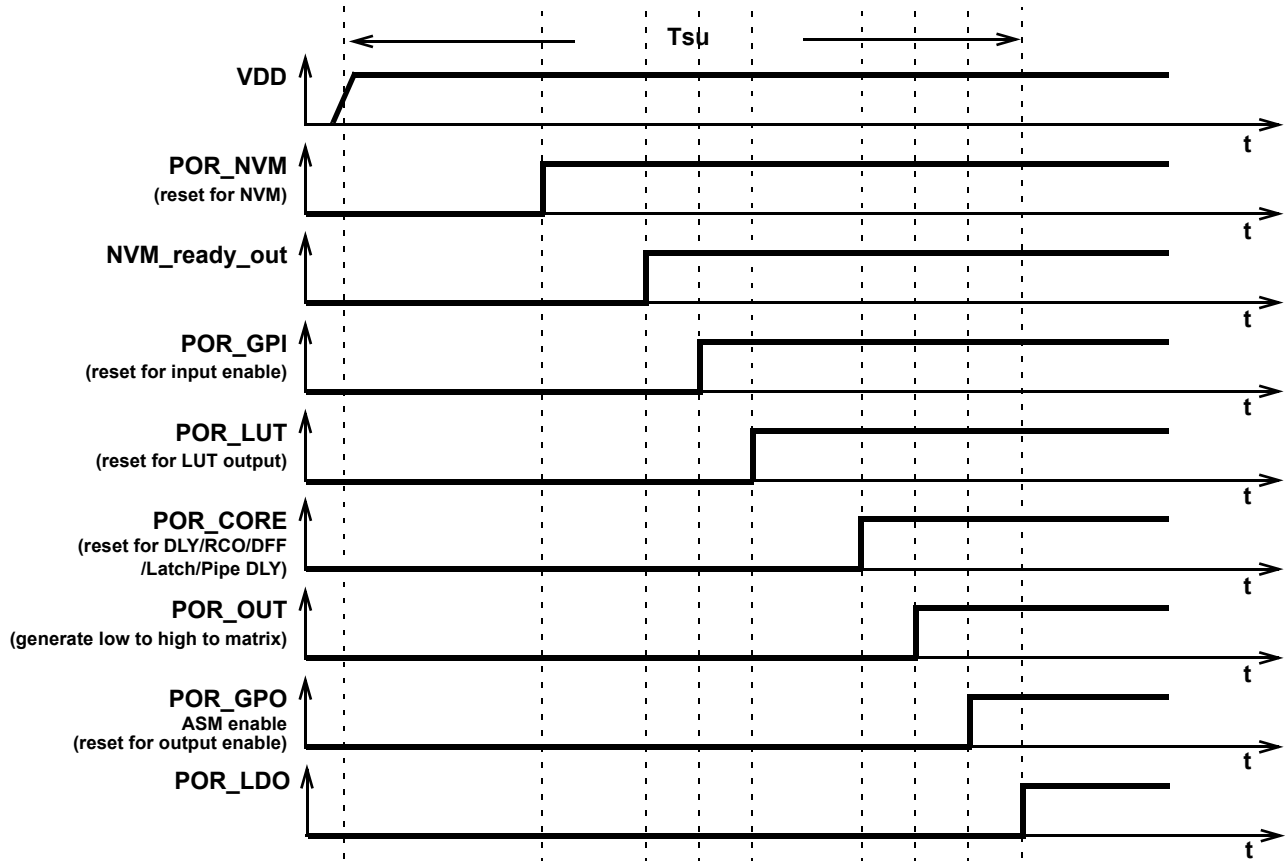 Tsu
VDD
t
POR_NVM
(reset for NVM)
t
NVM_ready_out
t
POR_GPI
(reset for input enable)
t
POR_LUT
(reset for LUT output)
t
POR_CORE
(reset for DLY/RCO/DFF
/Latch/Pipe DLY)
t
POR_OUT
(generate low to high to matrix)
t
POR_GPO
ASM enable
(reset for output enable)
t
POR_LDO
t